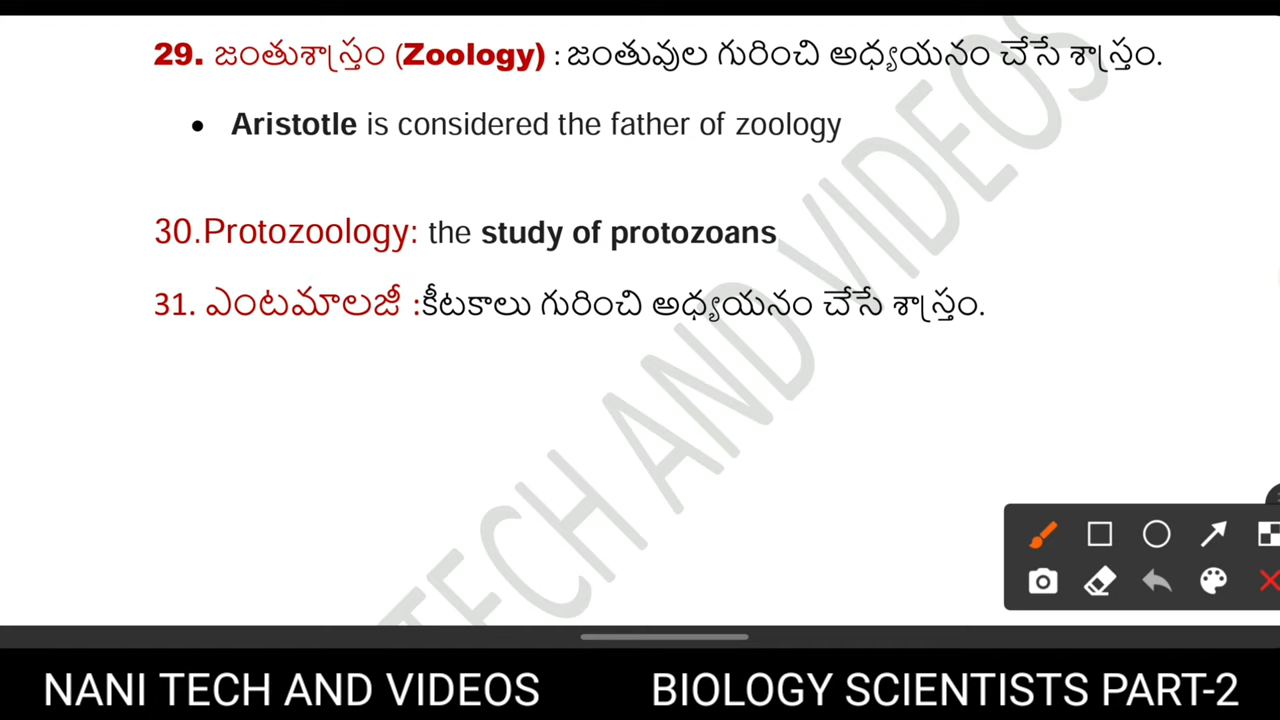 29. జంతుశాస్త్రం (Zoology) : జంతువుల గురించి అధ్యయనం చేసే శాస్త్రం.
• Aristotle is considered the father of zoology
30.Protozoology: the study of protozoans
31. ఎంటమాలజీ :కీటకాలు గురించి అధ్యయనం చేసే శాస్త్రం.
TECH AND VIDEOS
NANI TECH AND VIDEOS
BIOLOGY SCIENTISTS PART-2